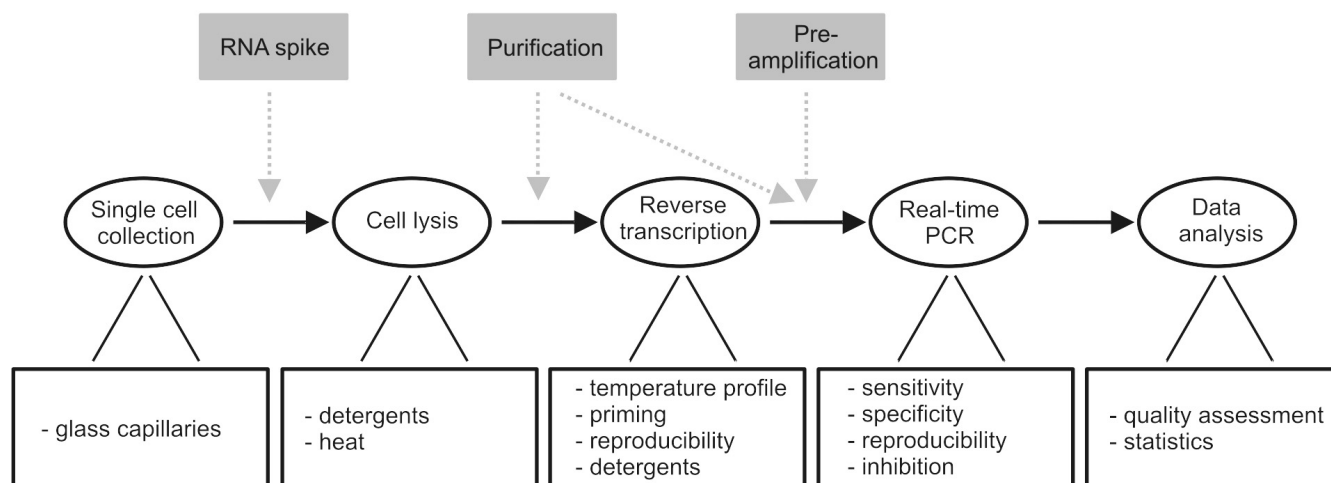 RNA spike
Purification
Pre-
amplification
Single cell
collection
Cell lysis
Reverse
transcription
Real-time
PCR
Data
analysis
- glass capillaries
- detergents
- heat
- temperature profile
- priming
- reproducibility
- detergents
- sensitivity
- specificity
- reproducibility
- inhibition
- quality assessment
- statistics